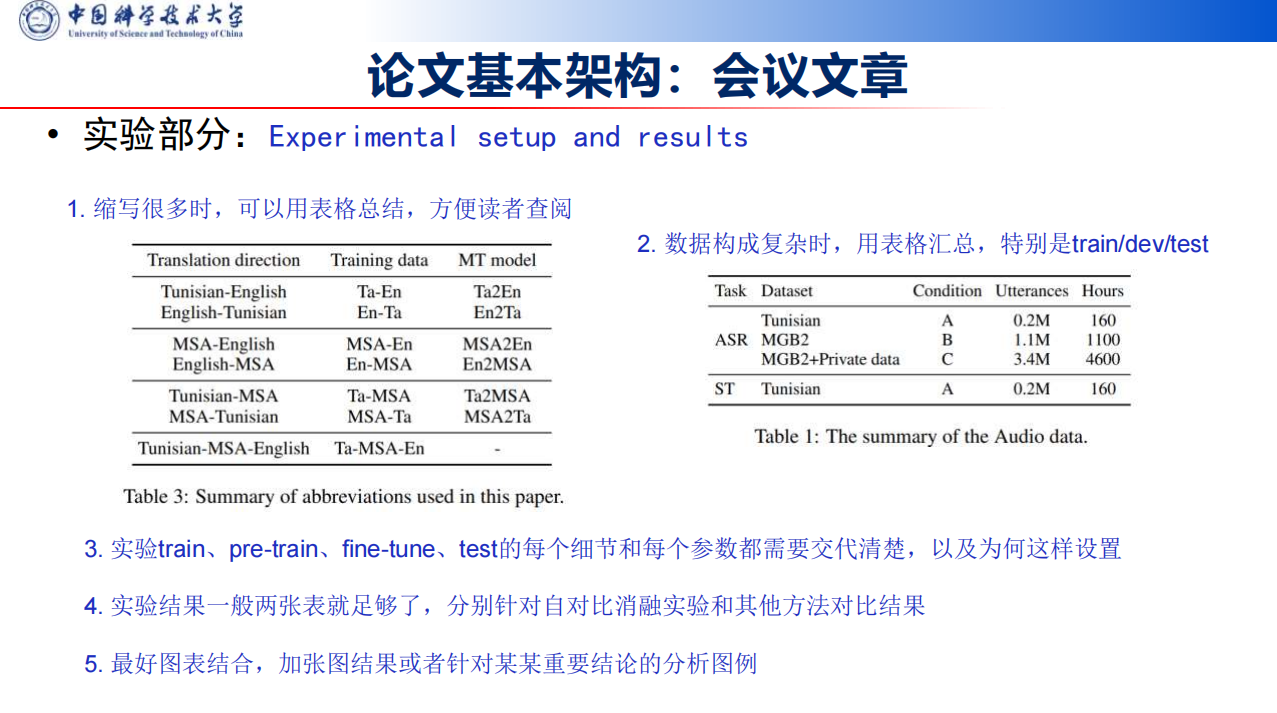 中国科学技术大学
University of Science and Technology of China
论文基本架构：会议文章
• 实验部分：Experimental setup and results
1. 缩写很多时，可以用表格总结，方便读者查阅
Translation direction Training data MT model
Tunisian-English Ta-En Ta2En
English-Tunisian En-Ta En2Ta
MSA-English MSA-En MSA2En
English-MSA En-MSA En2MSA
Tunisian-MSA Ta-MSA Ta2MSA
MSA-Tunisian MSA-Ta MSA2Ta
Tunisian-MSA-English Ta-MSA-En -
Table 3: Summary of abbreviations used in this paper.
2. 数据构成复杂时，用表格汇总，特别是train/dev/test
Task Dataset Condition Utterances Hours
Tunisian A 0.2M 160
ASR MGB2 B 1.1M 1100
MGB2+Private data C 3.4M 4600
ST Tunisian A 0.2M 160
Table 1: The summary of the Audio data.
3. 实验train、pre-train、fine-tune、test的每个细节和每个参数都需要交代清楚，以及为何这样设置
4. 实验结果一般两张表就足够了，分别针对自对比消融实验和其他方法对比结果
5. 最好图表结合，加张图结果或者针对某某重要结论的分析图例